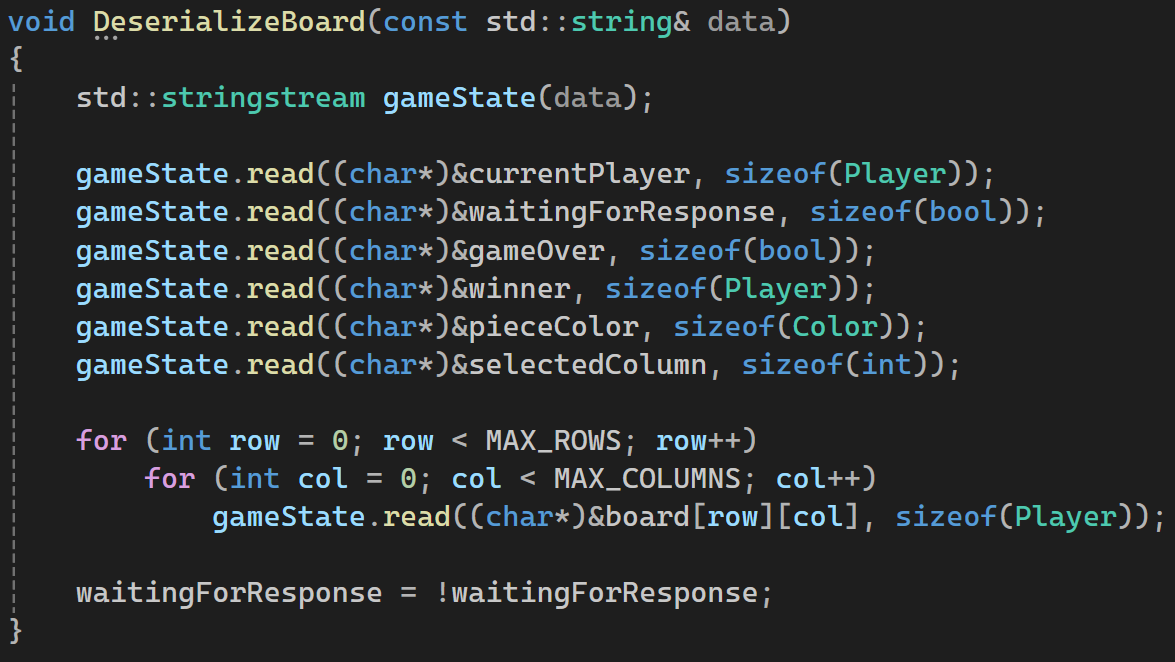 void DeserializeBoard(const std::string& data)
{
    std::stringstream gameState(data);

    gameState.read((char*)&currentPlayer, sizeof(Player));
    gameState.read((char*)&waitingForResponse, sizeof(bool));
    gameState.read((char*)&gameOver, sizeof(bool));
    gameState.read((char*)&winner, sizeof(Player));
    gameState.read((char*)&pieceColor, sizeof(Color));
    gameState.read((char*)&selectedColumn, sizeof(int));

    for (int row = 0; row < MAX_ROWS; row++)
        for (int col = 0; col < MAX_COLUMNS; col++)
            gameState.read((char*)&board[row][col], sizeof(Player));

    waitingForResponse = !waitingForResponse;
}